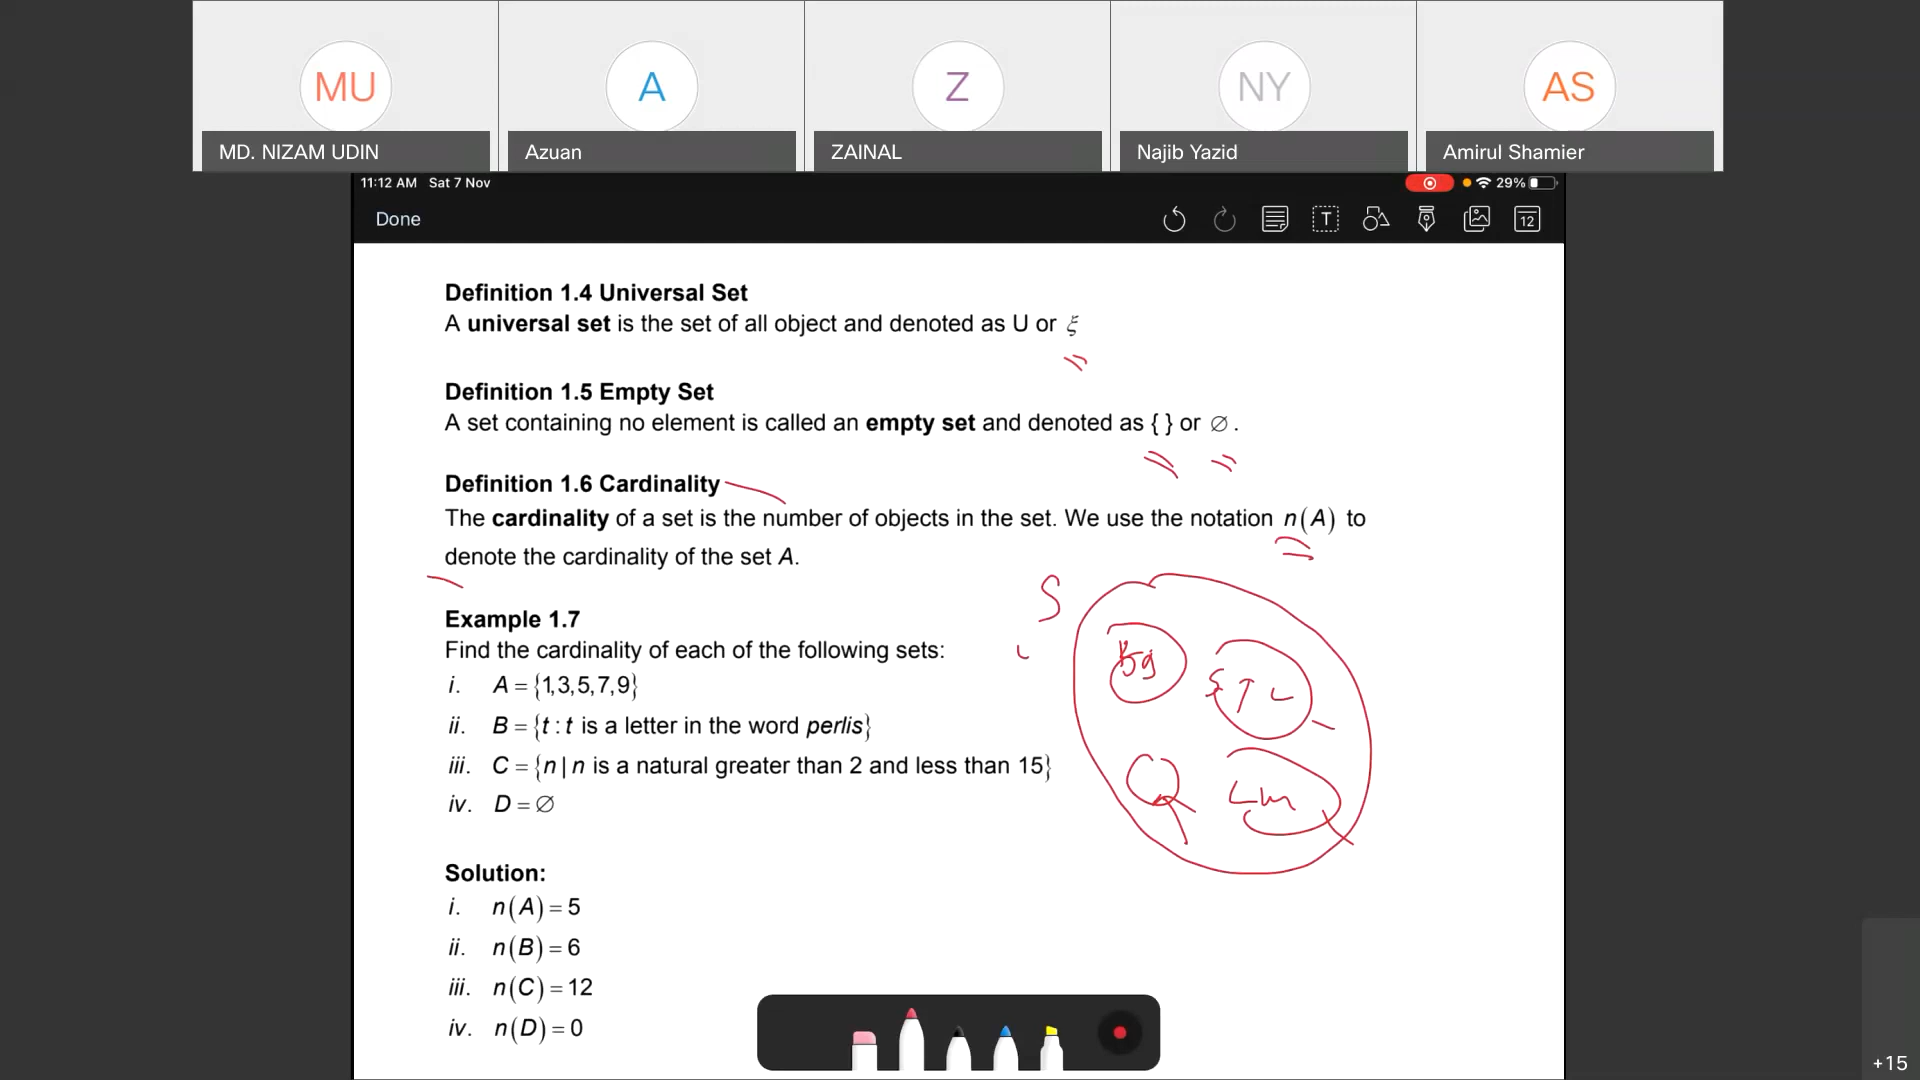 MU
A
Z
NY
AS
MD. NIZAM UDIN
Azuan
ZAINAL
Najib Yazid
Amirul Shamier
11:12 AM Sat 7 Nov
29%
Done
T
12
Definition 1.4 Universal Set
A universal set is the set of all object and denoted as U or ξ
Definition 1.5 Empty Set
A set containing no element is called an empty set and denoted as { } or ∅ .
Definition 1.6 Cardinality
The cardinality of a set is the number of objects in the set. We use the notation n(A) to
denote the cardinality of the set A.
S
Example 1.7
Find the cardinality of each of the following sets:
i. A = {1,3,5,7,9}
ii. B = {t : t is a letter in the word perlis}
iii. C = {n | n is a natural greater than 2 and less than 15}
iv. D = ∅
Solution:
i. n(A) = 5
ii. n(B) = 6
iii. n(C) = 12
iv. n(D) = 0
+15